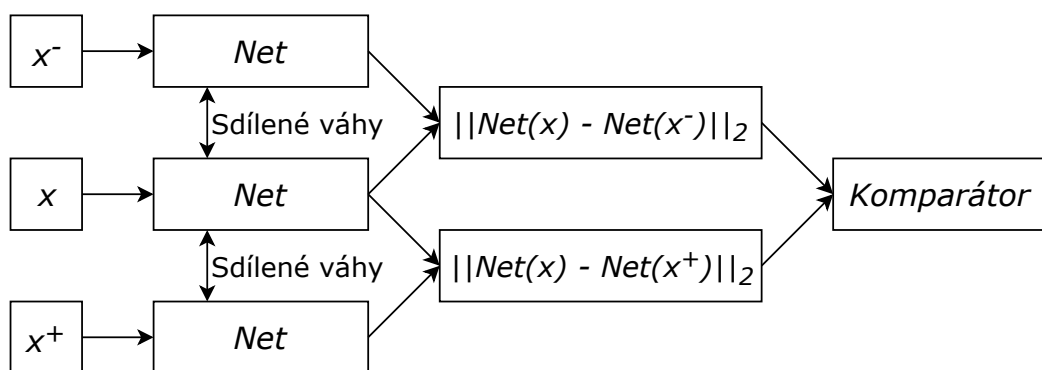 x⁻
Net
Sdílené váhy
||Net(x) - Net(x⁻)||₂
x
Net
Komparátor
Sdílené váhy
||Net(x) - Net(x⁺)||₂
x⁺
Net